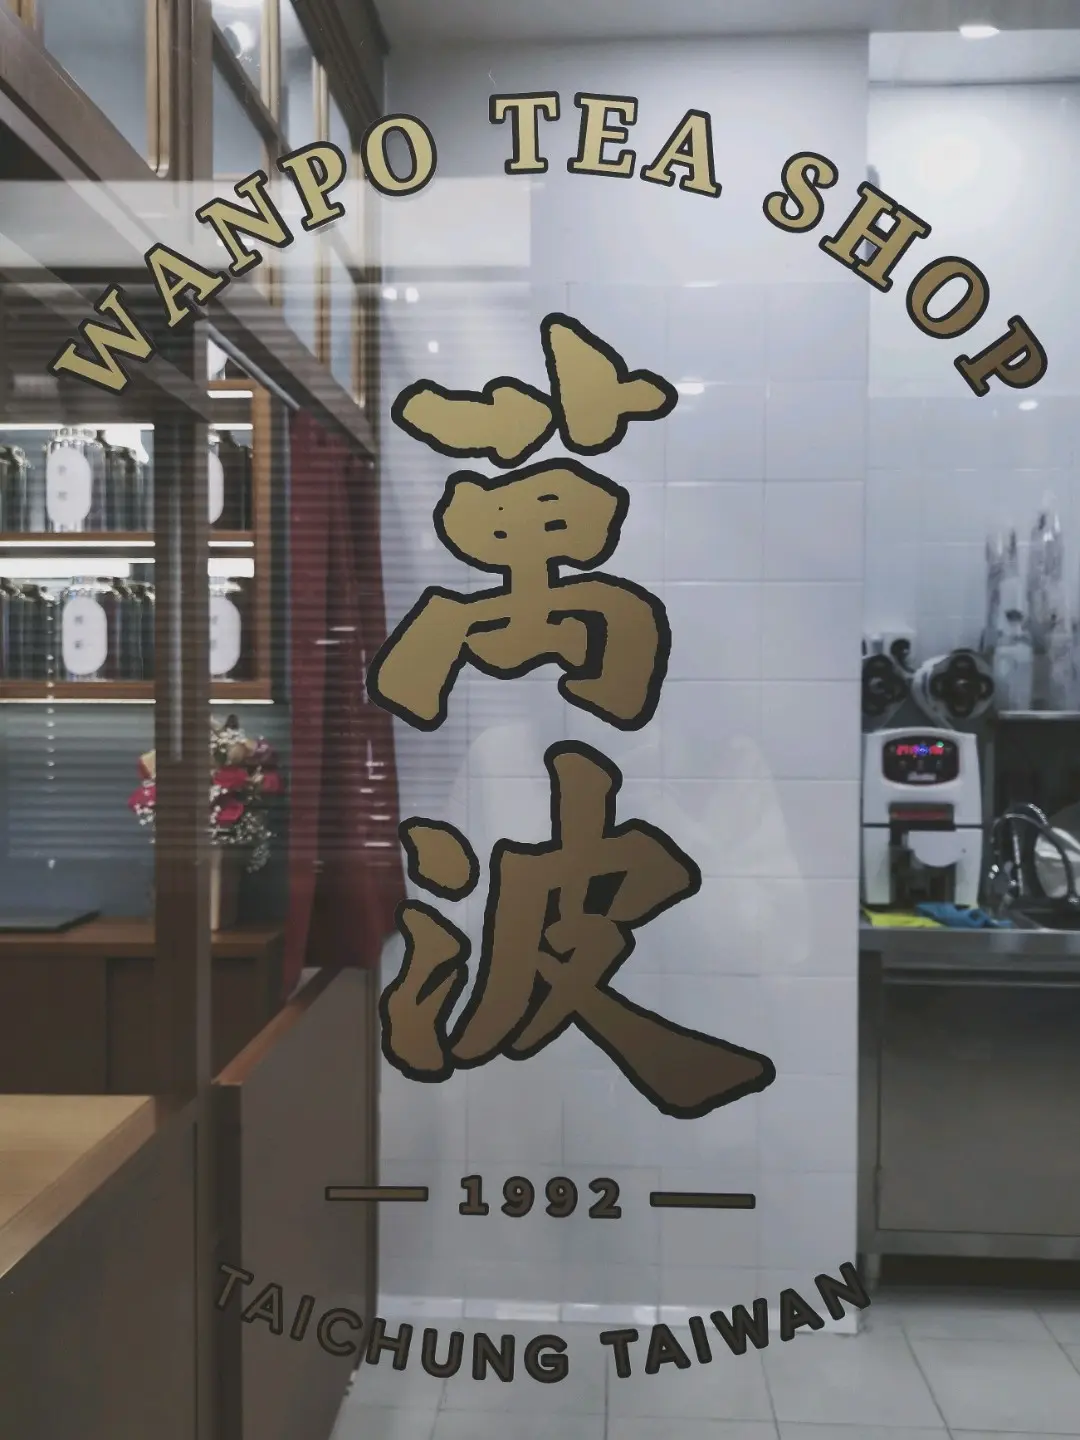 WANPO TEA SHOP
萬
波
1992
TAICHUNG TAIWAN